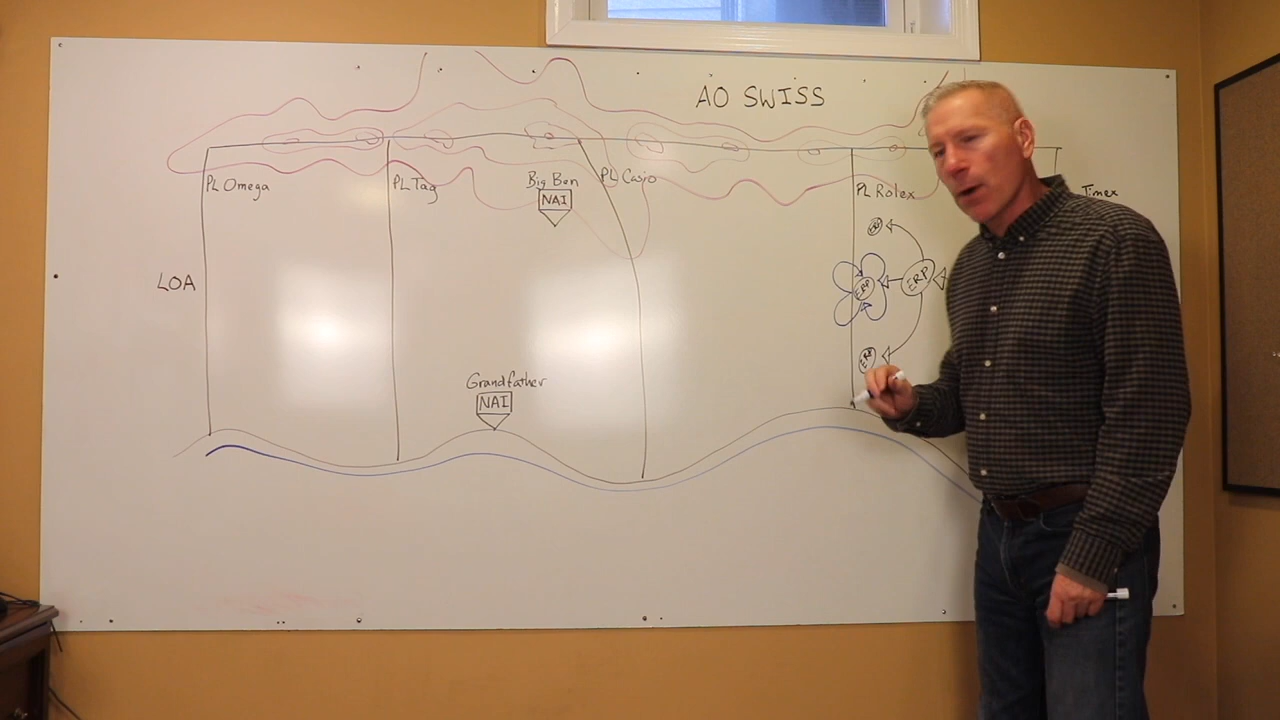 AO SWISS
PL Omega
PL Tag
Big Ben
NAI
PL Casio
PL Rolex
Timex
LOA
ERP
ERP
ERP
ERP
Grandfather
NAI